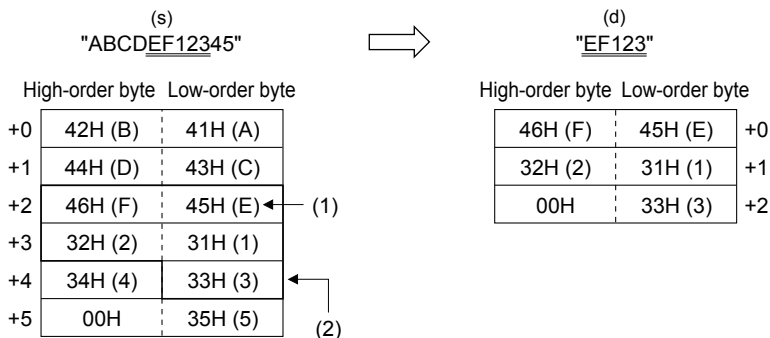 (s)
"ABCDEF12345"
High-order byte Low-order byte
+0 42H (B) 41H (A)
+1 44H (D) 43H (C)
+2 46H (F) 45H (E) (1)
+3 32H (2) 31H (1)
+4 34H (4) 33H (3)
+5 00H 35H (5) (2)
(d)
"EF123"
High-order byte Low-order byte
46H (F) 45H (E) +0
32H (2) 31H (1) +1
00H 33H (3) +2